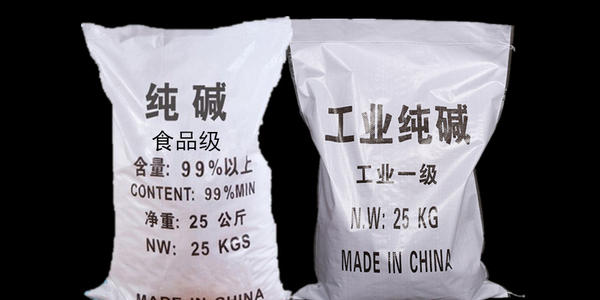 纯碱
食品级
含量: 99%以上
CONTENT: 99%MIN
净重: 25 公斤
NW: 25 KGS
MADE IN CHINA
工业纯碱
工业一级
N.W: 25 KG
MADE IN CHINA